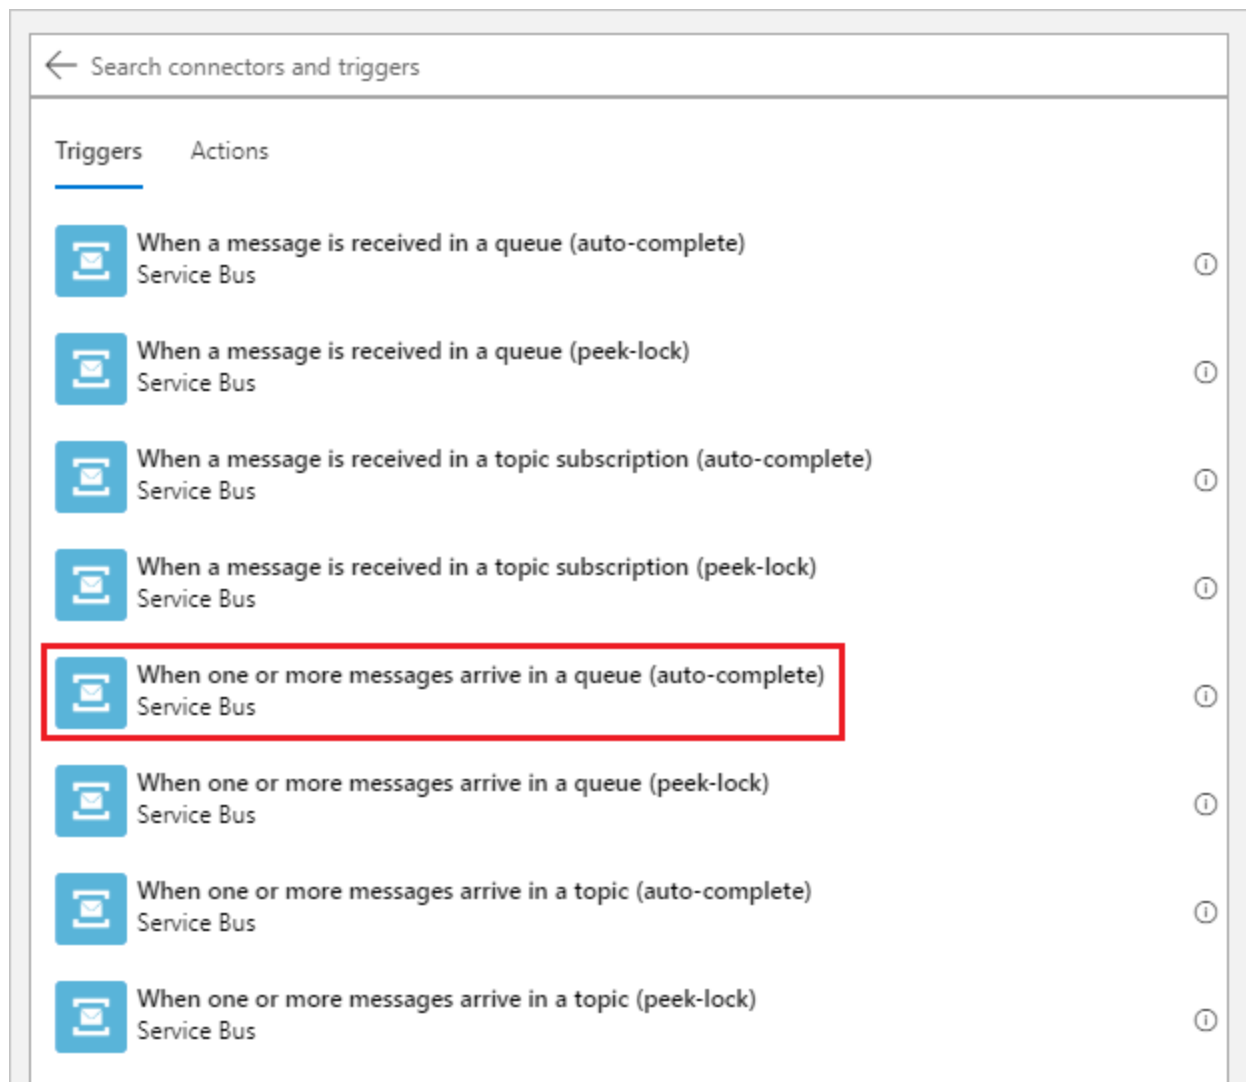 Search connectors and triggers
Triggers Actions
When a message is received in a queue (auto-complete)
Service Bus
When a message is received in a queue (peek-lock)
Service Bus
When a message is received in a topic subscription (auto-complete)
Service Bus
When a message is received in a topic subscription (peek-lock)
Service Bus
When one or more messages arrive in a queue (auto-complete)
Service Bus
When one or more messages arrive in a queue (peek-lock)
Service Bus
When one or more messages arrive in a topic (auto-complete)
Service Bus
When one or more messages arrive in a topic (peek-lock)
Service Bus